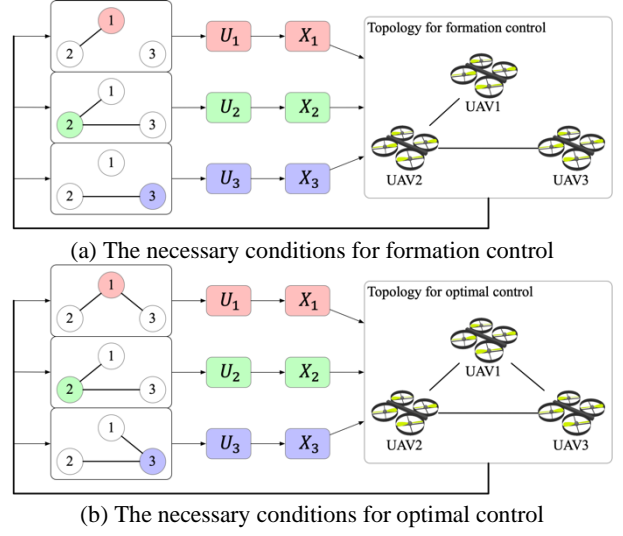 1
2 3
U1 X1
1
2 3
U2 X2
1
2 3
U3 X3
Topology for formation control
UAV1
UAV2 UAV3
(a) The necessary conditions for formation control
1
2 3
U1 X1
1
2 3
U2 X2
1
2 3
U3 X3
Topology for optimal control
UAV1
UAV2 UAV3
(b) The necessary conditions for optimal control